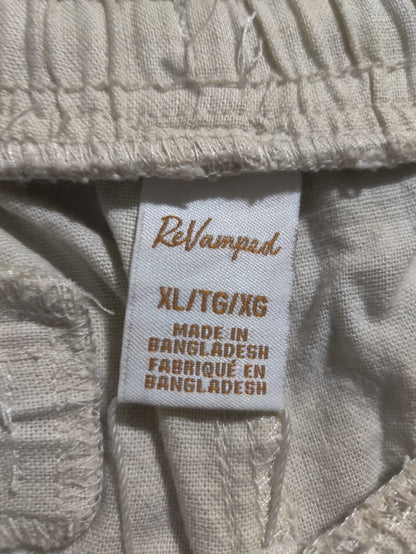 ReVamped
XL/TG/XG
MADE IN
BANGLADESH
FABRIQUÉ EN
BANGLADESH